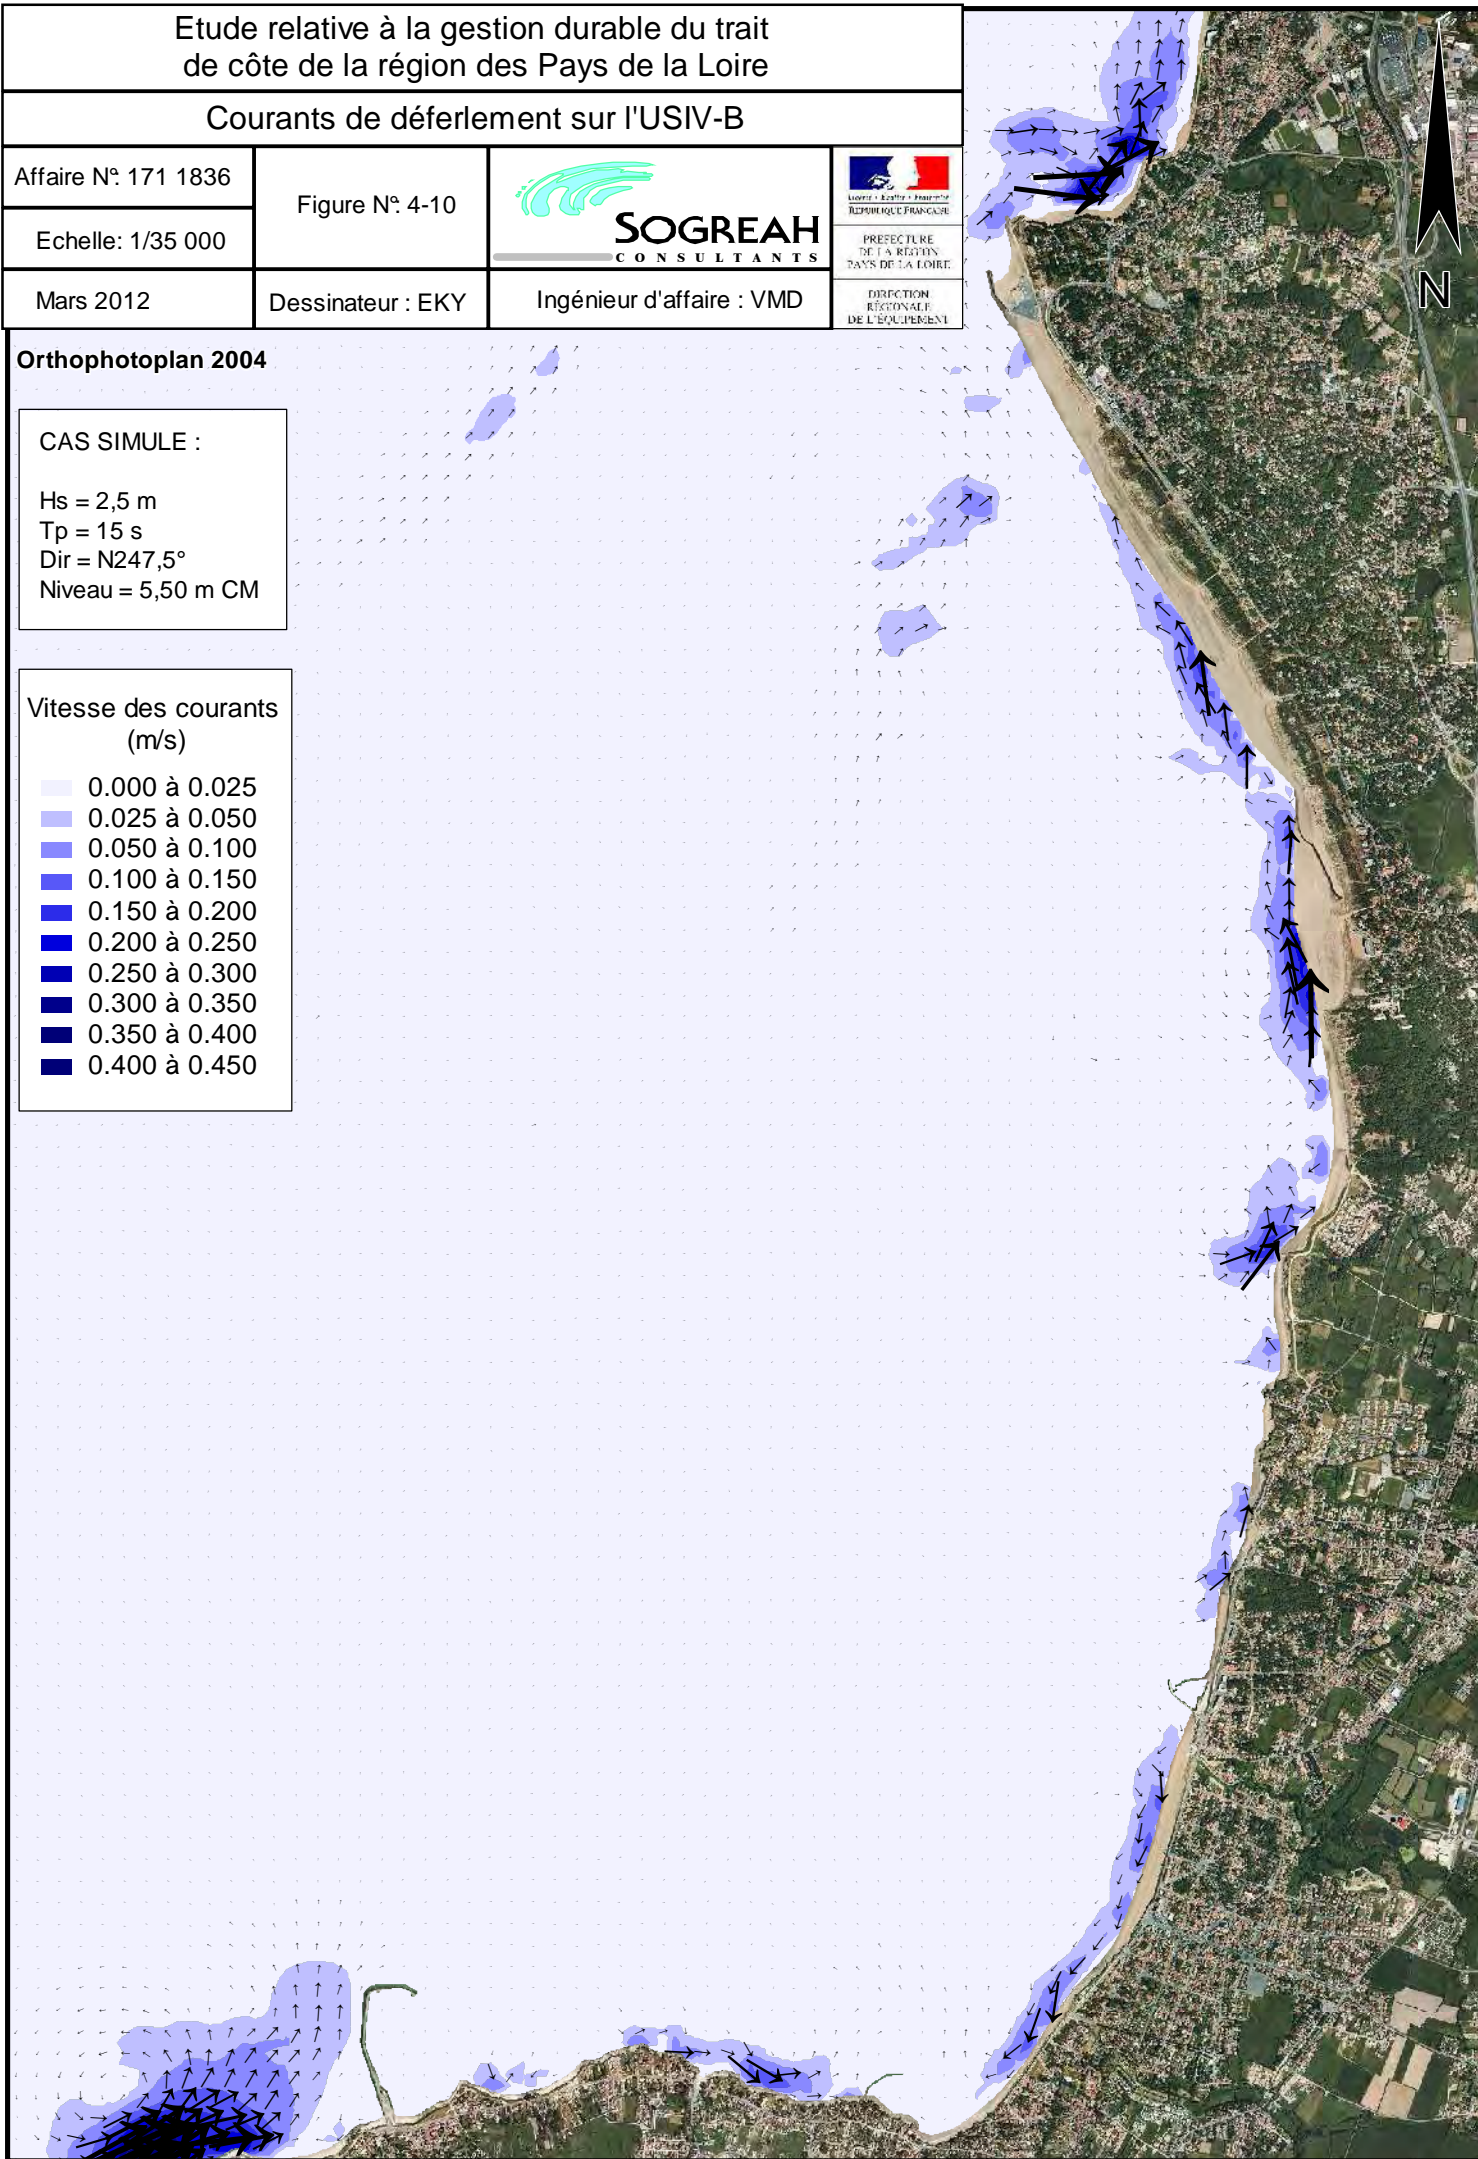 Etude relative à la gestion durable du trait
de côte de la région des Pays de la Loire
Courants de déferlement sur l'USIV-B
Affaire N°: 171 1836
Figure N°: 4-10
Echelle: 1/35 000
Mars 2012
Dessinateur : EKY
SOGREAH
CONSULTANTS
Ingénieur d'affaire : VMD
Liberté • Égalité • Fraternité
RÉPUBLIQUE FRANÇAISE
PREFECTURE
DE LA RÉGION
PAYS DE LA LOIRE
DIRECTION
RÉGIONALE
DE L'ÉQUIPEMENT
N
Orthophotoplan 2004
CAS SIMULE :
Hs = 2,5 m
Tp = 15 s
Dir = N247,5°
Niveau = 5,50 m CM
Vitesse des courants
(m/s)
0.000 à 0.025
0.025 à 0.050
0.050 à 0.100
0.100 à 0.150
0.150 à 0.200
0.200 à 0.250
0.250 à 0.300
0.300 à 0.350
0.350 à 0.400
0.400 à 0.450